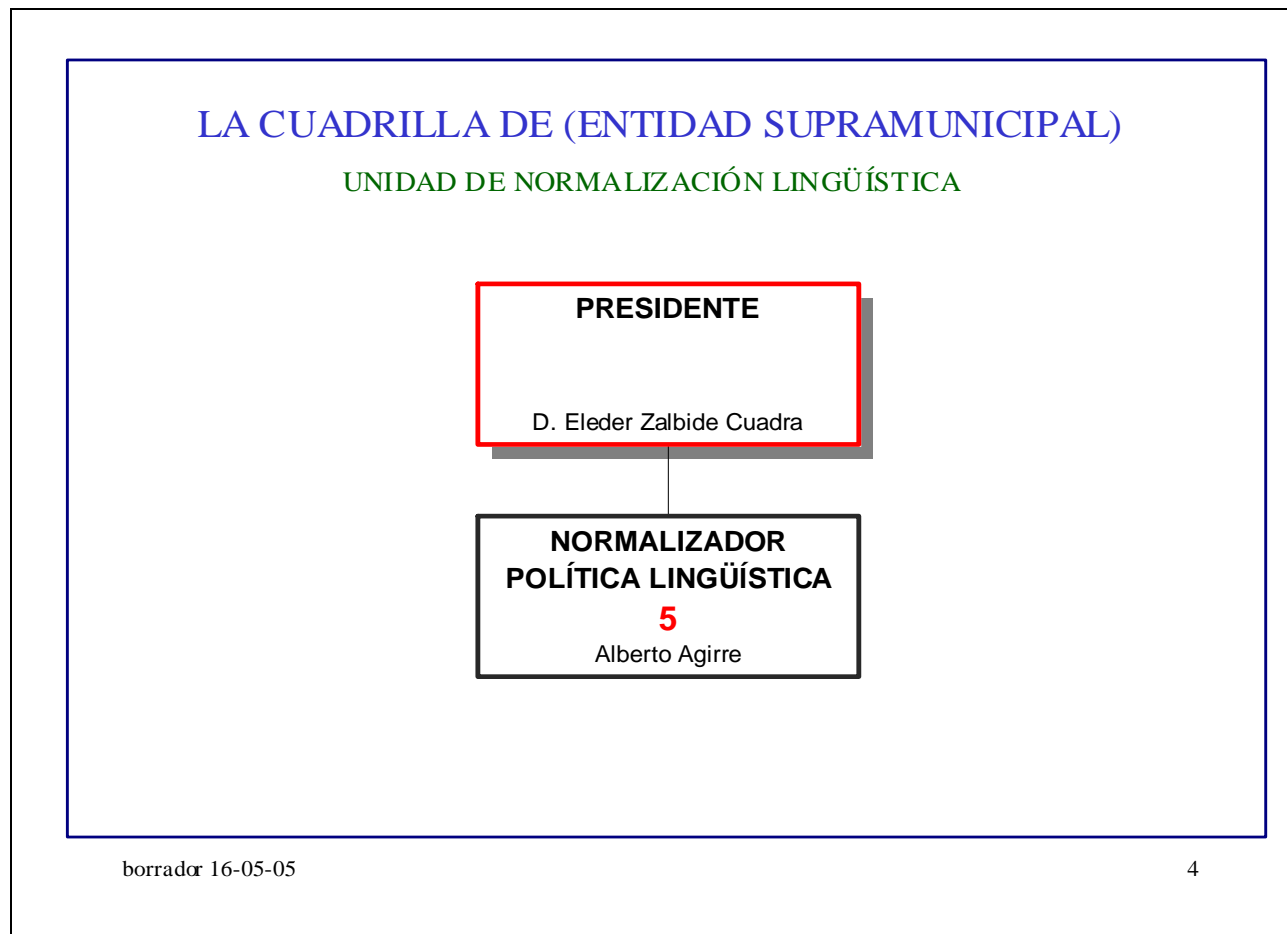 LA CUADRILLA DE (ENTIDAD SUPRAMUNICIPAL)
UNIDAD DE NORMALIZACIÓN LINGÜÍSTICA
PRESIDENTE
D. Eleder Zalbide Cuadra
NORMALIZADOR
POLÍTICA LINGÜÍSTICA
5
Alberto Agirre
borrador 16-05-05
4